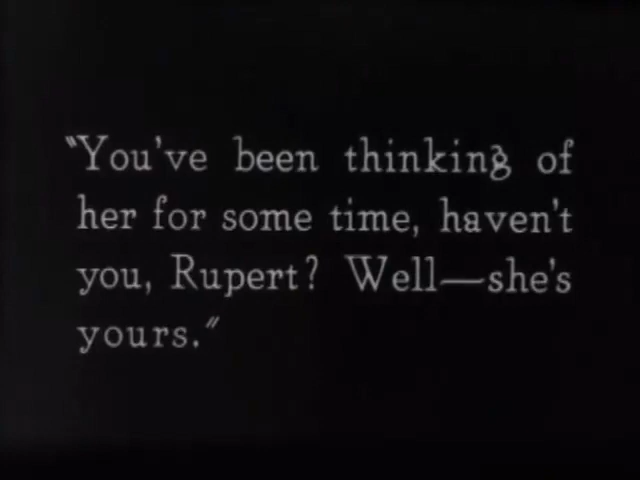 "You've been thinking of
her for some time, haven't
you, Rupert? Well—she's
yours."